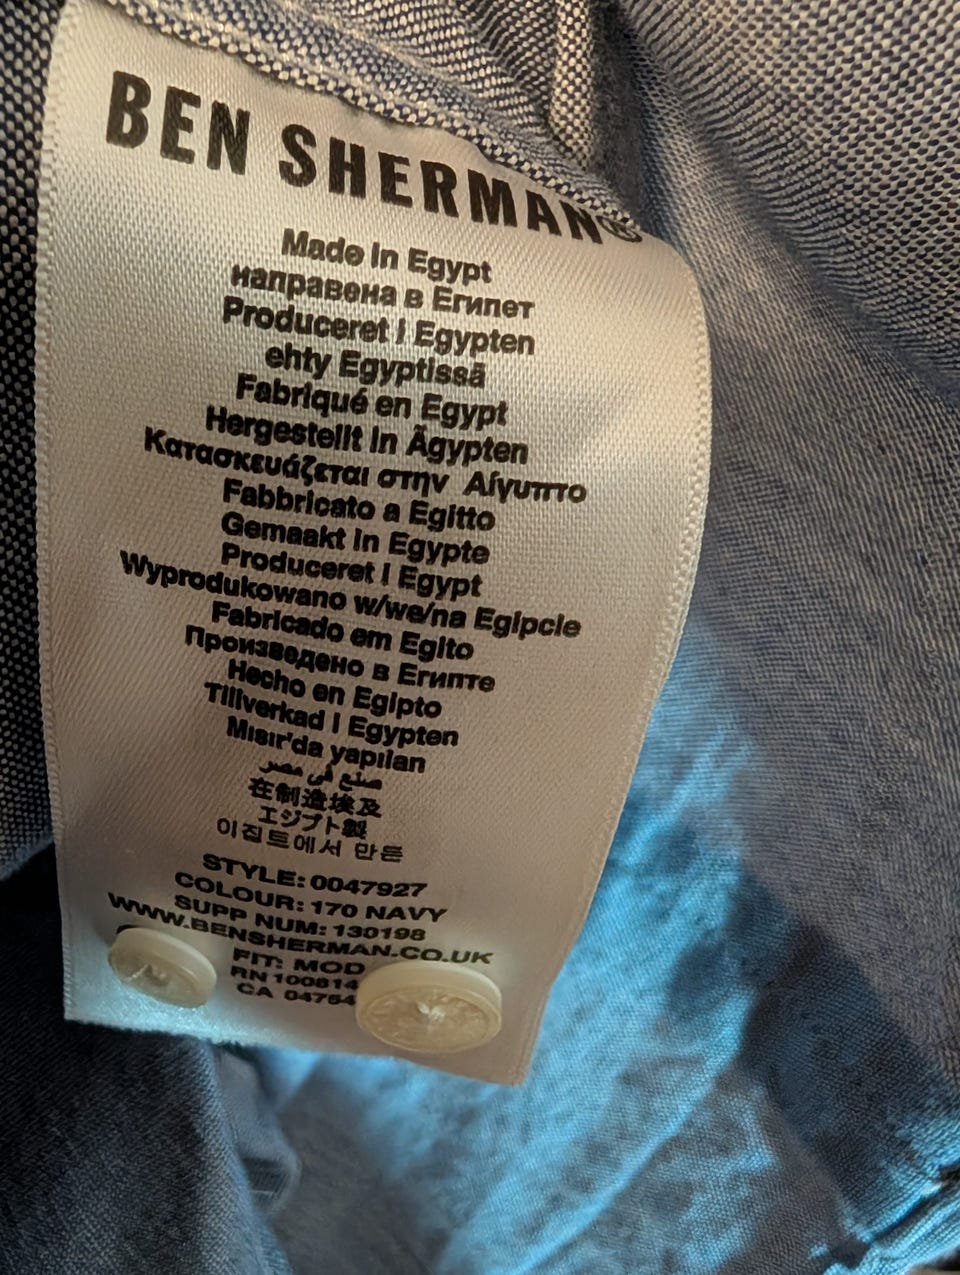 BEN SHERMAN®
Made in Egypt
направена в Египет
Produceret i Egypten
ehty Egyptissä
Fabriqué en Egypt
Hergestellt in Ägypten
Κατασκευάζεται στην Αίγυπτο
Fabbricato a Egitto
Gemaakt in Egypte
Produceret i Egypt
Wyprodukowano w/we/na Egipcie
Fabricado em Egito
Произведено в Египте
Hecho en Egipto
Tillverkad i Egypten
Mısır'da yapılan
صنع في مصر
在制造埃及
エジプト製
이집트에서 만든
STYLE: 0047927
COLOUR: 170 NAVY
SUPP NUM: 130198
WWW.BENSHERMAN.CO.UK
FIT: MOD
RN 100814
CA 04754